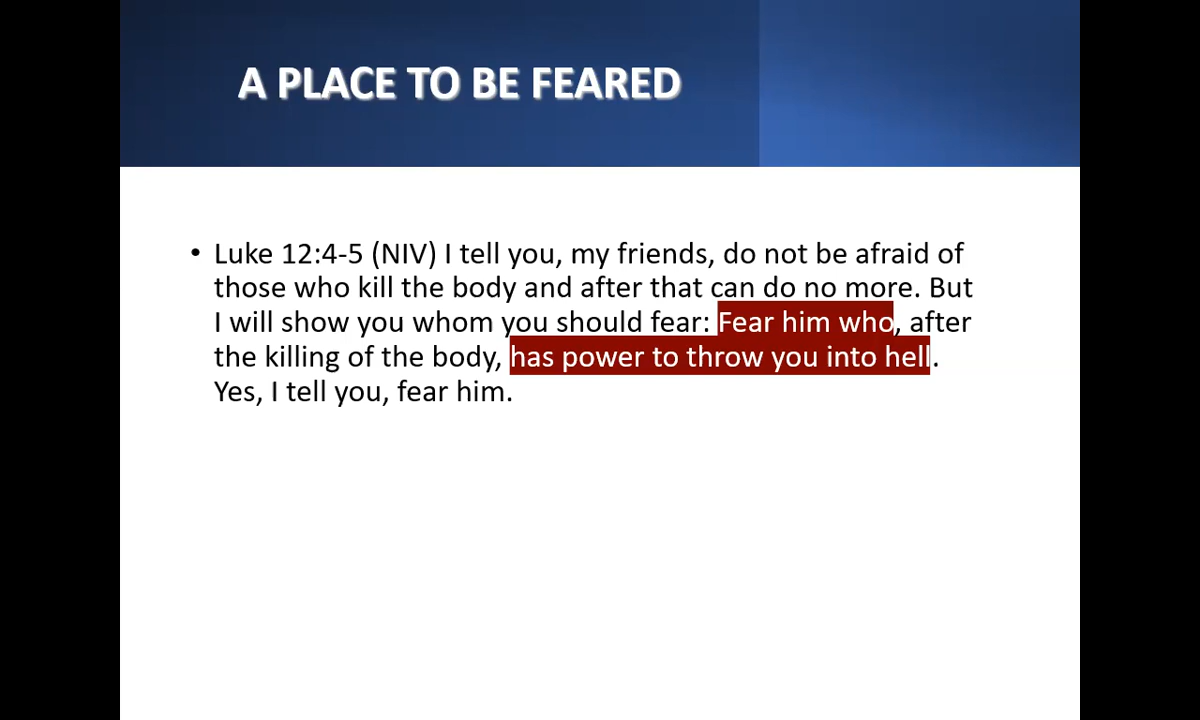 A PLACE TO BE FEARED
• Luke 12:4-5 (NIV) I tell you, my friends, do not be afraid of
those who kill the body and after that can do no more. But
I will show you whom you should fear: Fear him who, after
the killing of the body, has power to throw you into hell.
Yes, I tell you, fear him.